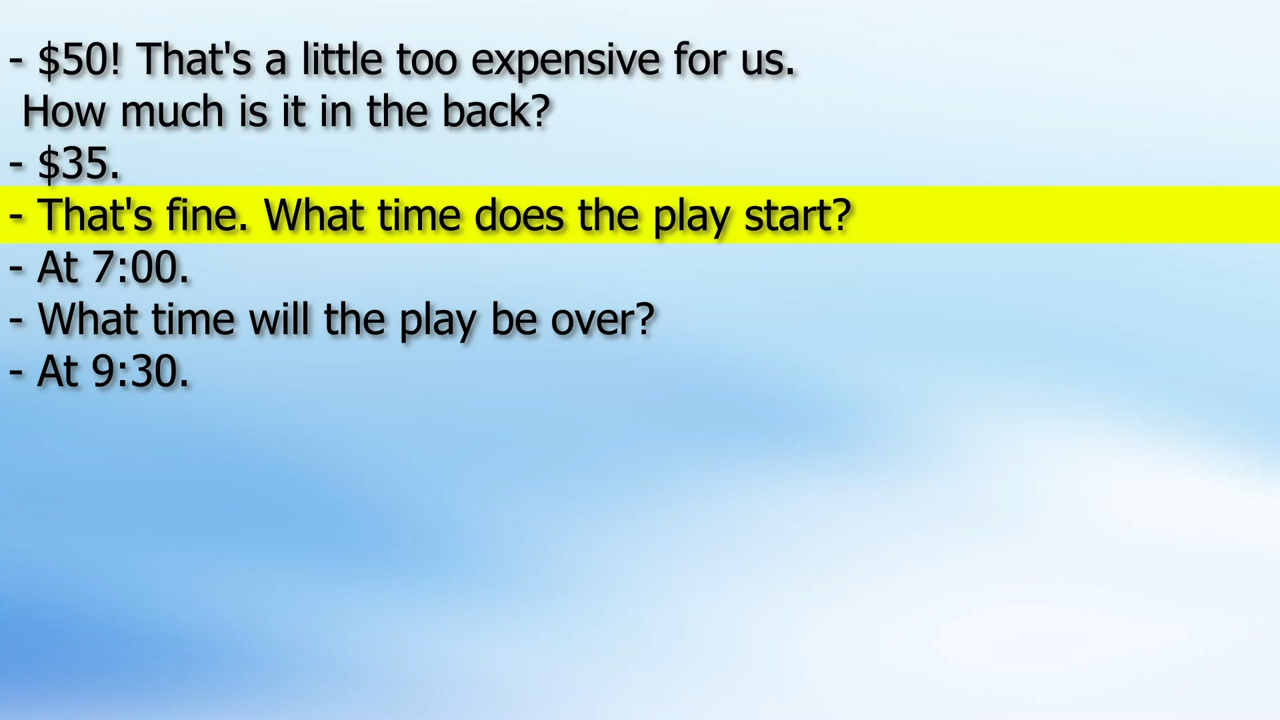 - $50! That's a little too expensive for us.
How much is it in the back?
- $35.
- That's fine. What time does the play start?
- At 7:00.
- What time will the play be over?
- At 9:30.